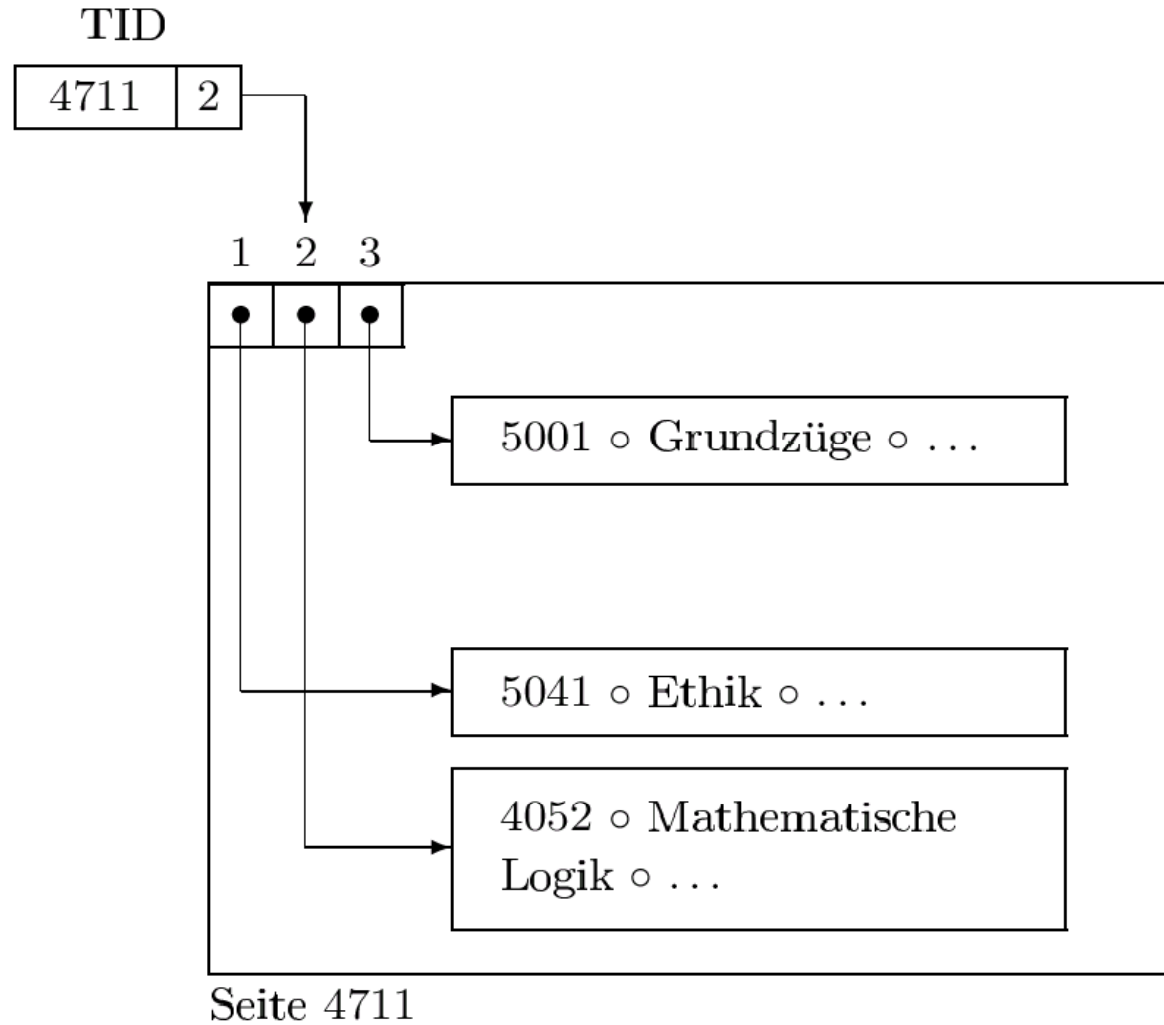 TID
4711 2
1 2 3
5001 ∘ Grundzüge ∘ ...
5041 ∘ Ethik ∘ ...
4052 ∘ Mathematische
Logik ∘ ...
Seite 4711